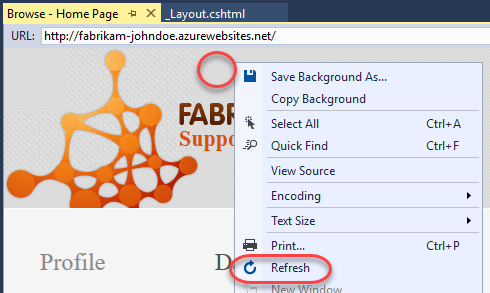 Browse - Home Page
_Layout.cshtml
URL: http://fabrikam-johndoe.azurewebsites.net/
FABR
Suppo
Save Background As...
Copy Background
Select All Ctrl+A
Quick Find Ctrl+F
View Source
Encoding
Text Size
Print... Ctrl+P
Refresh
New Window
Profile
D